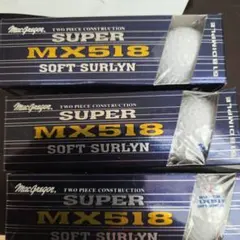 MacGregor
TWO PIECE CONSTRUCTION
SUPER
MX518
SOFT SURLYN
MacGregor
TWO PIECE CONSTRUCTION
SUPER
MX518
SOFT SURLYN
MacGregor
TWO PIECE CONSTRUCTION
SUPER
MX518
SOFT SURLYN